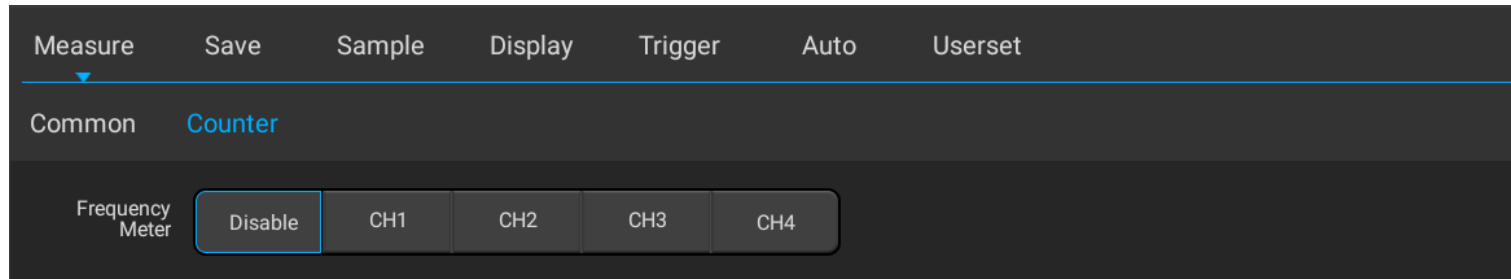 Measure Save Sample Display Trigger Auto Userset
Common Counter
Frequency
Meter
Disable CH1 CH2 CH3 CH4